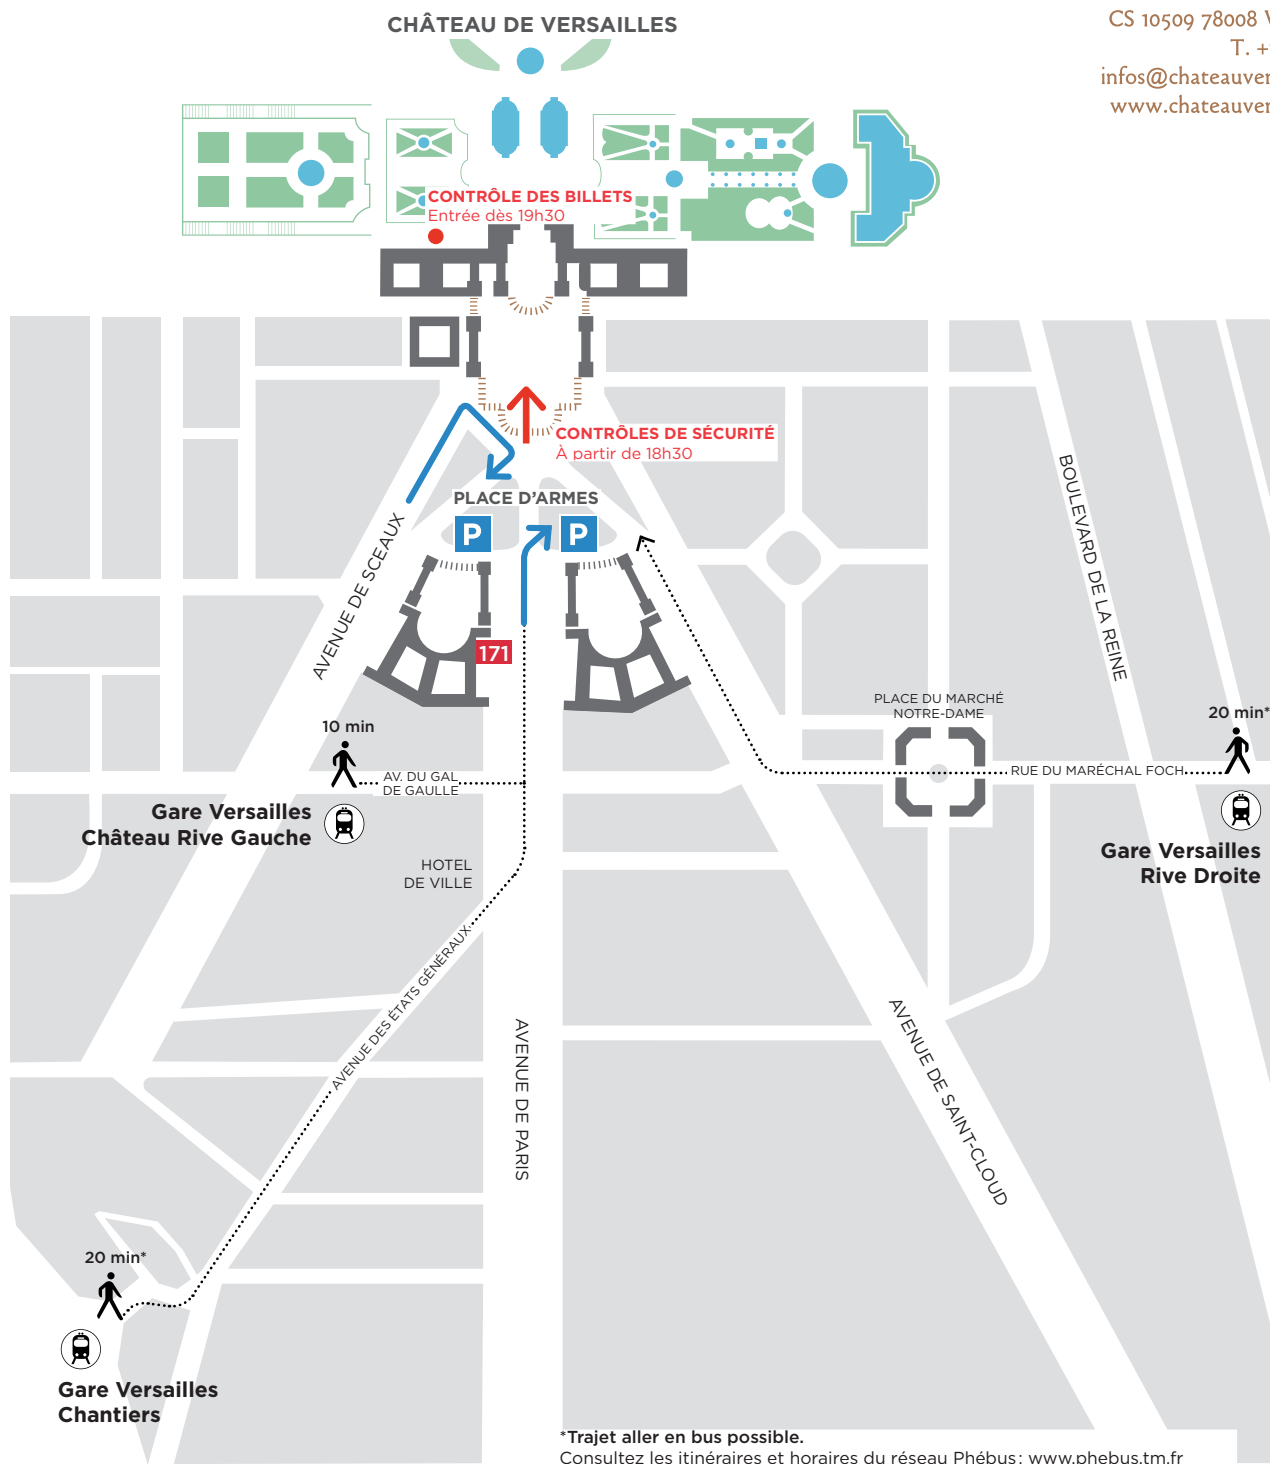 CHÂTEAU DE VERSAILLES
CS 10509 78008 V
T. +
infos@chateauver
www.chateauver
CONTRÔLE DES BILLETS
Entrée dès 19h30
CONTRÔLES DE SÉCURITÉ
À partir de 18h30
PLACE D'ARMES
P
P
AVENUE DE SCEAUX
BOULEVARD DE LA REINE
171
PLACE DU MARCHÉ
NOTRE-DAME
10 min
20 min*
AV. DU GAL
DE GAULLE
RUE DU MARÉCHAL FOCH
Gare Versailles
Château Rive Gauche
Gare Versailles
Rive Droite
HOTEL
DE VILLE
AVENUE DES ÉTATS GÉNÉRAUX
AVENUE DE PARIS
AVENUE DE SAINT-CLOUD
20 min*
Gare Versailles
Chantiers
*Trajet aller en bus possible.
Consultez les itinéraires et horaires du réseau Phébus : www.phebus.tm.fr